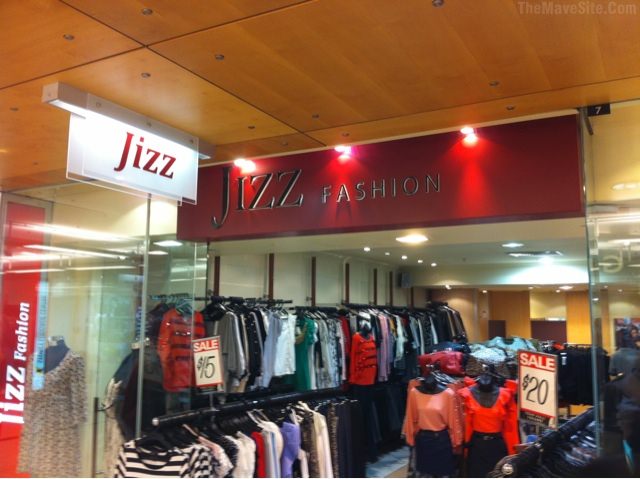 TheMaveSite.Com
7
Jizz
JIZZ FASHION
Jizz Fashion
SALE
$15
SALE
$20